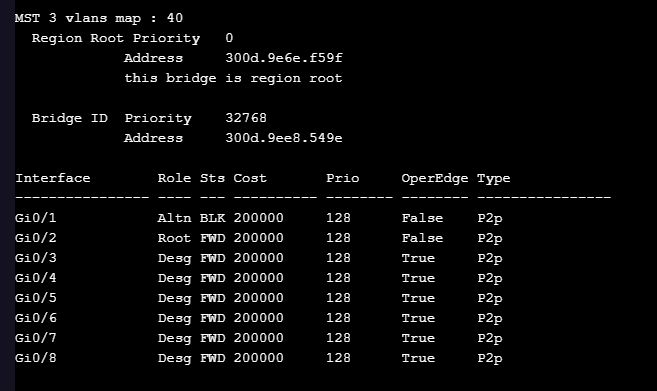 MST 3 vlans map : 40
  Region Root Priority   0
             Address     300d.9e6e.f59f
             this bridge is region root

  Bridge ID  Priority    32768
             Address     300d.9ee8.549e

Interface        Role Sts Cost       Prio     OperEdge Type
---------------- ---- --- ---------- -------- -------- ----------------
Gi0/1            Altn BLK 200000     128      False    P2p
Gi0/2            Root FWD 200000     128      False    P2p
Gi0/3            Desg FWD 200000     128      True     P2p
Gi0/4            Desg FWD 200000     128      True     P2p
Gi0/5            Desg FWD 200000     128      True     P2p
Gi0/6            Desg FWD 200000     128      True     P2p
Gi0/7            Desg FWD 200000     128      True     P2p
Gi0/8            Desg FWD 200000     128      True     P2p